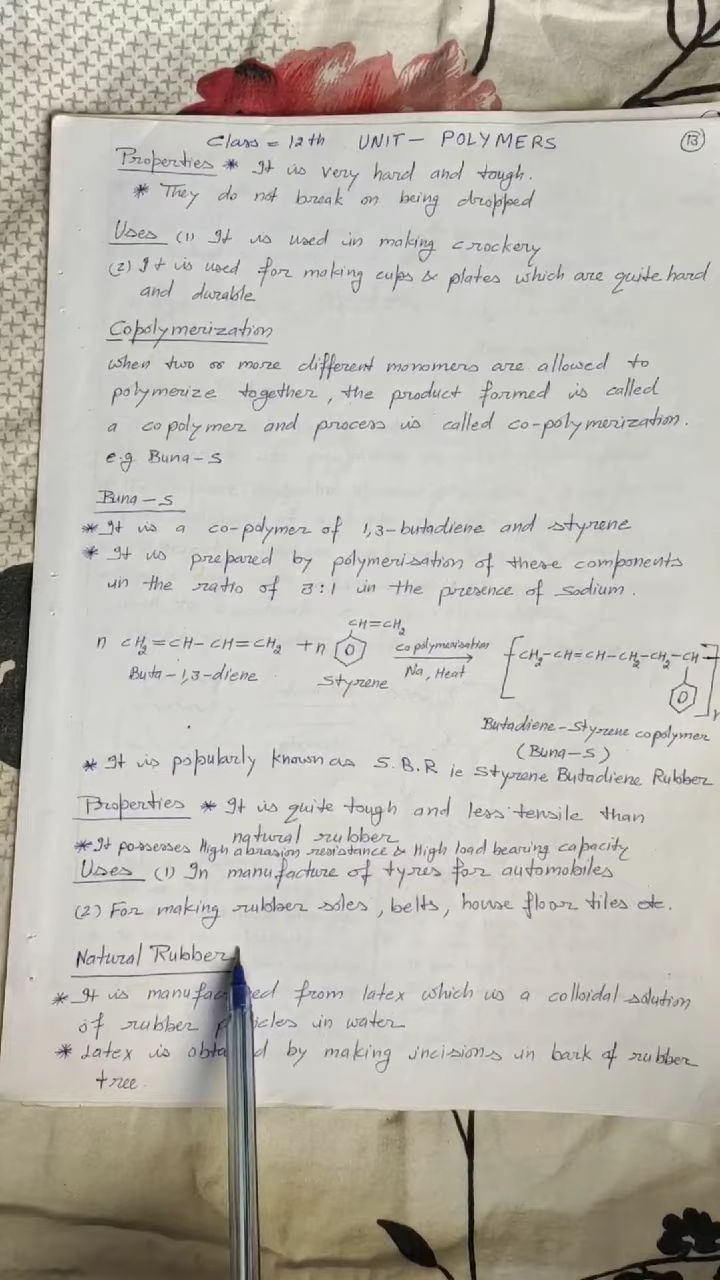 Class = 12th UNIT - POLYMERS 13
Properties * It is very hard and tough.
* They do not break on being dropped
Uses (1) It is used in making crockery
(2) It is used for making cups & plates which are quite hard
and durable
Copolymerization
when two or more different monomers are allowed to
polymerize together, the product formed is called
a copolymer and process is called co-polymerization.
e.g Buna-S
Buna-S
* It is a co-polymer of 1,3-butadiene and styrene
* It is prepared by polymerisation of these components
in the ratio of 3:1 in the presence of sodium.
CH=CH₂
n CH₂=CH-CH=CH₂ + n copolymerisation [CH₂-CH=CH-CH₂-CH₂-CH]n
Buta-1,3-diene Styrene Na, Heat
Butadiene-Styrene copolymer
(Buna-S)
* It is popularly known as S.B.R ie Styrene Butadiene Rubber
Properties * It is quite tough and less tensile than
natural rubber
* It possesses High abrasion resistance & High load bearing capacity
Uses (1) In manufacture of tyres for automobiles
(2) For making rubber soles, belts, house floor tiles etc.
Natural Rubber
* It is from latex which is a colloidal solution
of rubber in water
* Latex is by making incisions in bark of rubber
tree